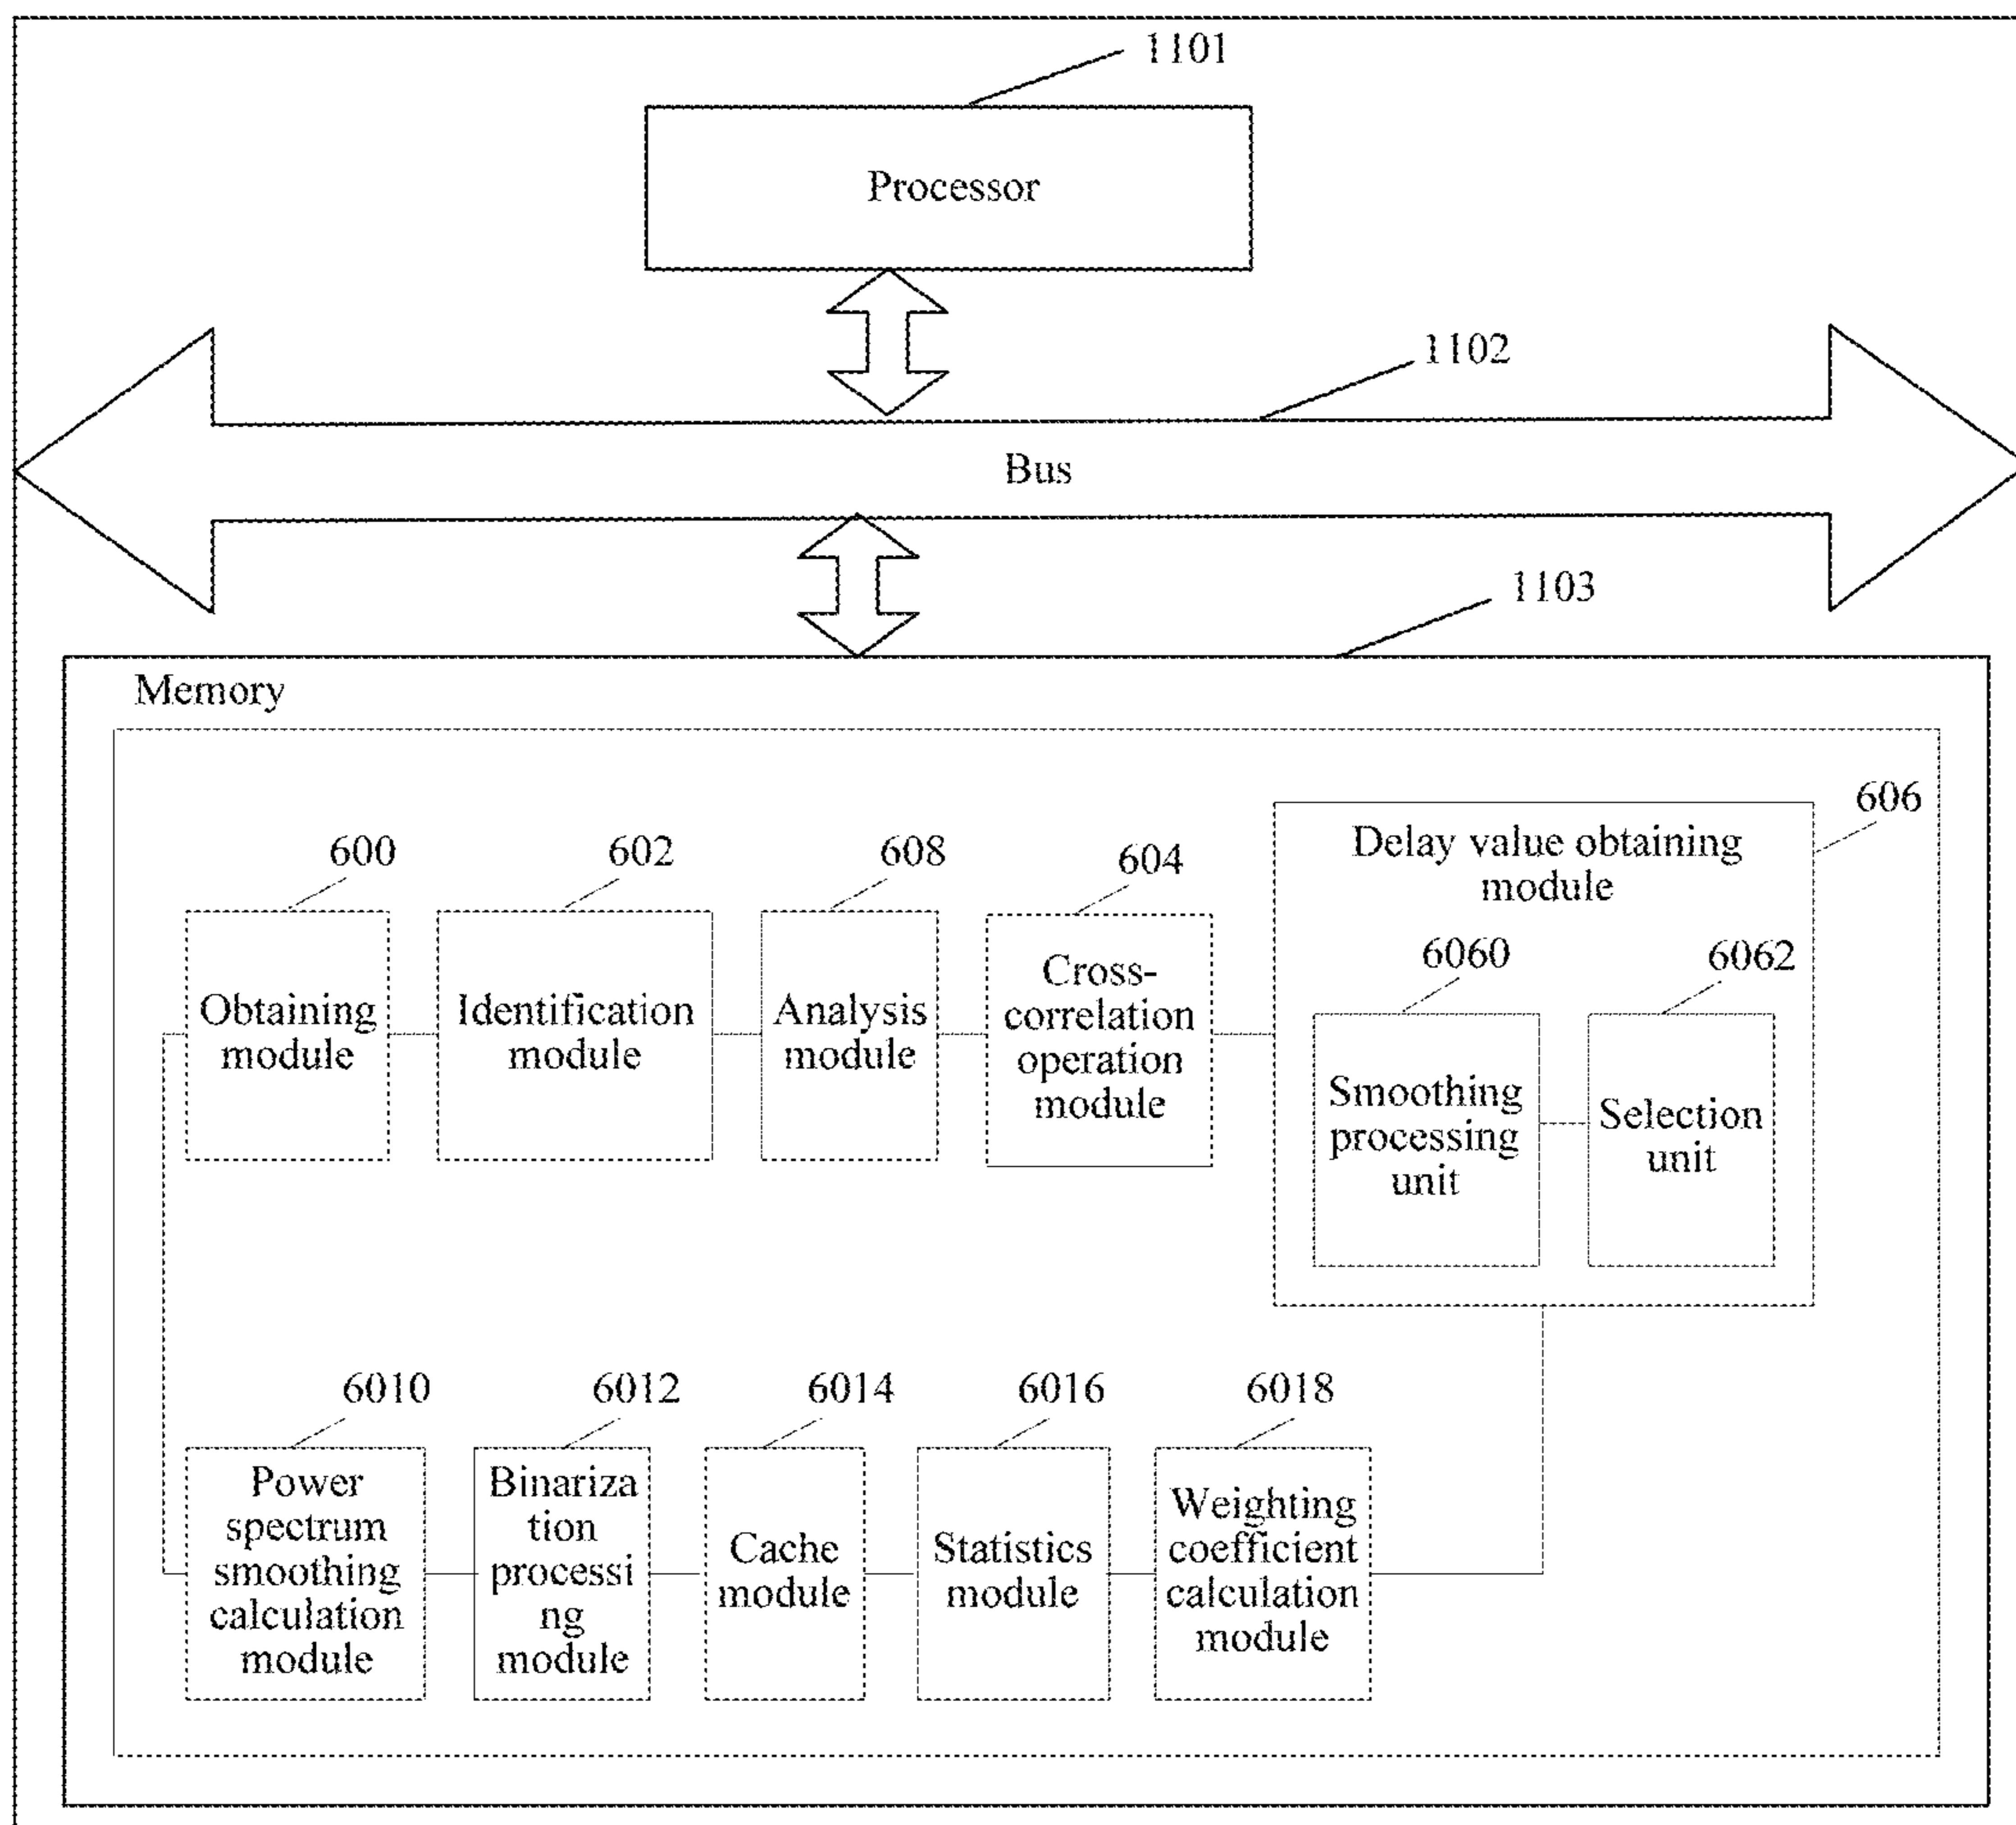 1101
Processor
1102
Bus
1103
Memory
606
600
602
608
604
Delay value obtaining
module
6060
6062
Obtaining
module
Identification
module
Analysis
module
Cross-
correlation
operation
module
Smoothing
processing
unit
Selection
unit
6010
6012
6014
6016
6018
Power
spectrum
smoothing
calculation
module
Binariza
tion
processi
ng
module
Cache
module
Statistics
module
Weighting
coefficient
calculation
module